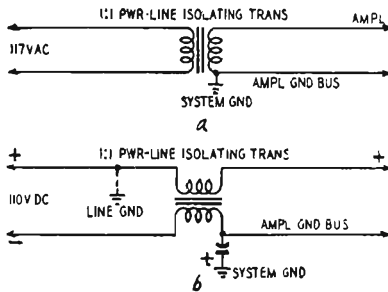 1:1 PWR-LINE ISOLATING TRANS
AMPL
117VAC
AMPL GND BUS
SYSTEM GND
a
+
1:1 PWR-LINE ISOLATING TRANS
+
110V DC
LINE GND
AMPL GND BUS
−
+
SYSTEM GND
b